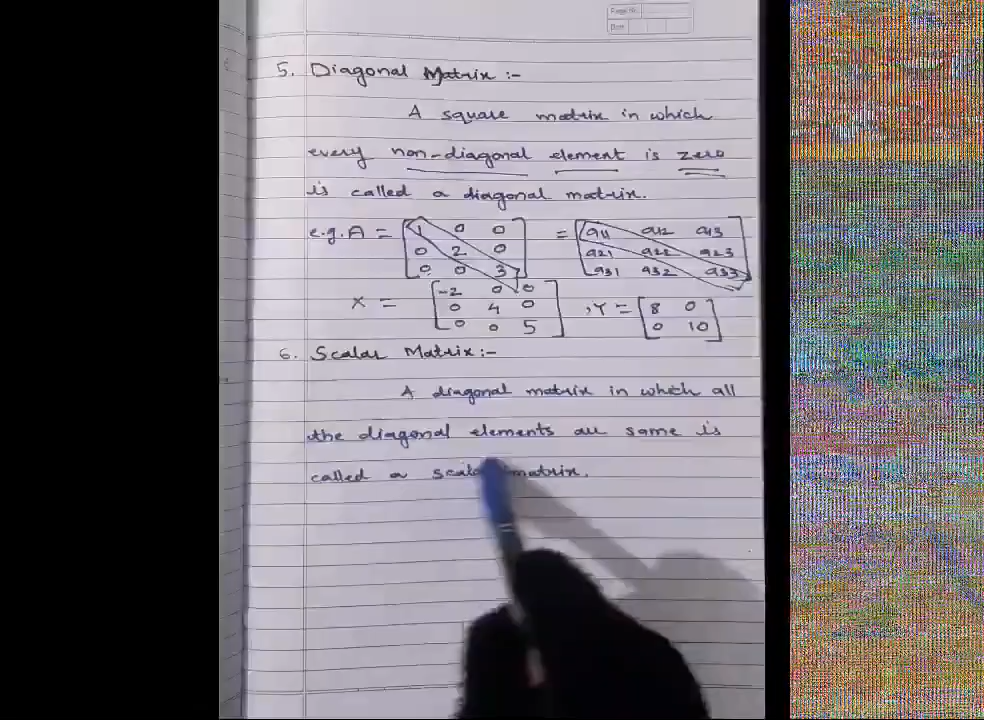 Page No.
Date
5. Diagonal Matrix :-
A square matrix in which
every non-diagonal element is zero
is called a diagonal matrix.
e.g. A = [1 0 0 = [a11 a12 a13
0 2 0 a21 a22 a23
0 0 3] a31 a32 a33]
X = [-2 0 0 , Y = [8 0
0 4 0 0 10]
0 0 5]
6. Scalar Matrix :-
A diagonal matrix in which all
the diagonal elements are same is
called a scalar matrix.